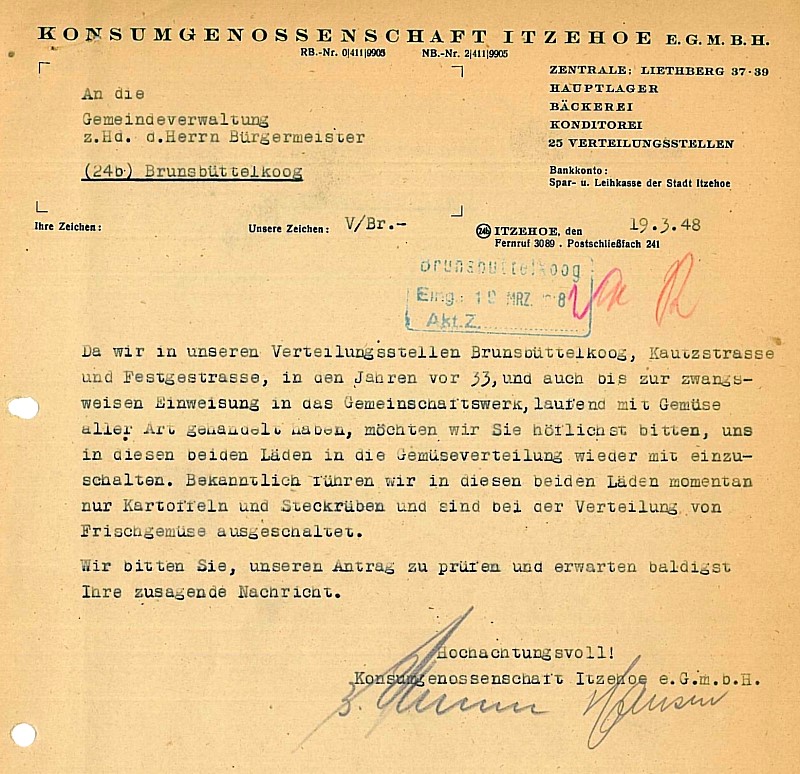 KONSUMGENOSSENSCHAFT ITZEHOE E.G.M.B.H.
RB.-Nr. 0|411|9905 NB.-Nr. 2|411|9905
ZENTRALE: LIETHBERG 37-39
HAUPTLAGER
BÄCKEREI
KONDITOREI
25 VERTEILUNGSSTELLEN
Bankkonto:
Spar- u. Leihkasse der Stadt Itzehoe
An die
Gemeindeverwaltung
z.Hd. d.Herrn Bürgermeister
(24b) Brunsbüttelkoog
Ihre Zeichen: Unsere Zeichen: V/Br.- 24b ITZEHOE, den 19.3.48
Fernruf 3089 . Postschließfach 241
Brunsbüttelkoog
Eing. 19 MRZ. 8
Akt.Z.
Da wir in unseren Verteilungsstellen Brunsbüttelkoog, Kautzstrasse
und Festgestrasse, in den Jahren vor 33, und auch bis zur zwangs-
weisen Einweisung in das Gemeinschaftswerk, laufend mit Gemüse
aller Art gehandelt haben, möchten wir Sie höflichst bitten, uns
in diesen beiden Läden in die Gemüseverteilung wieder mit einzu-
schalten. Bekanntlich führen wir in diesen beiden Läden momentan
nur Kartoffeln und Steckrüben und sind bei der Verteilung von
Frischgemüse ausgeschaltet.
Wir bitten Sie, unseren Antrag zu prüfen und erwarten baldigst
Ihre zusagende Nachricht.
Hochachtungsvoll!
Konsumgenossenschaft Itzehoe e.G.m.b.H.